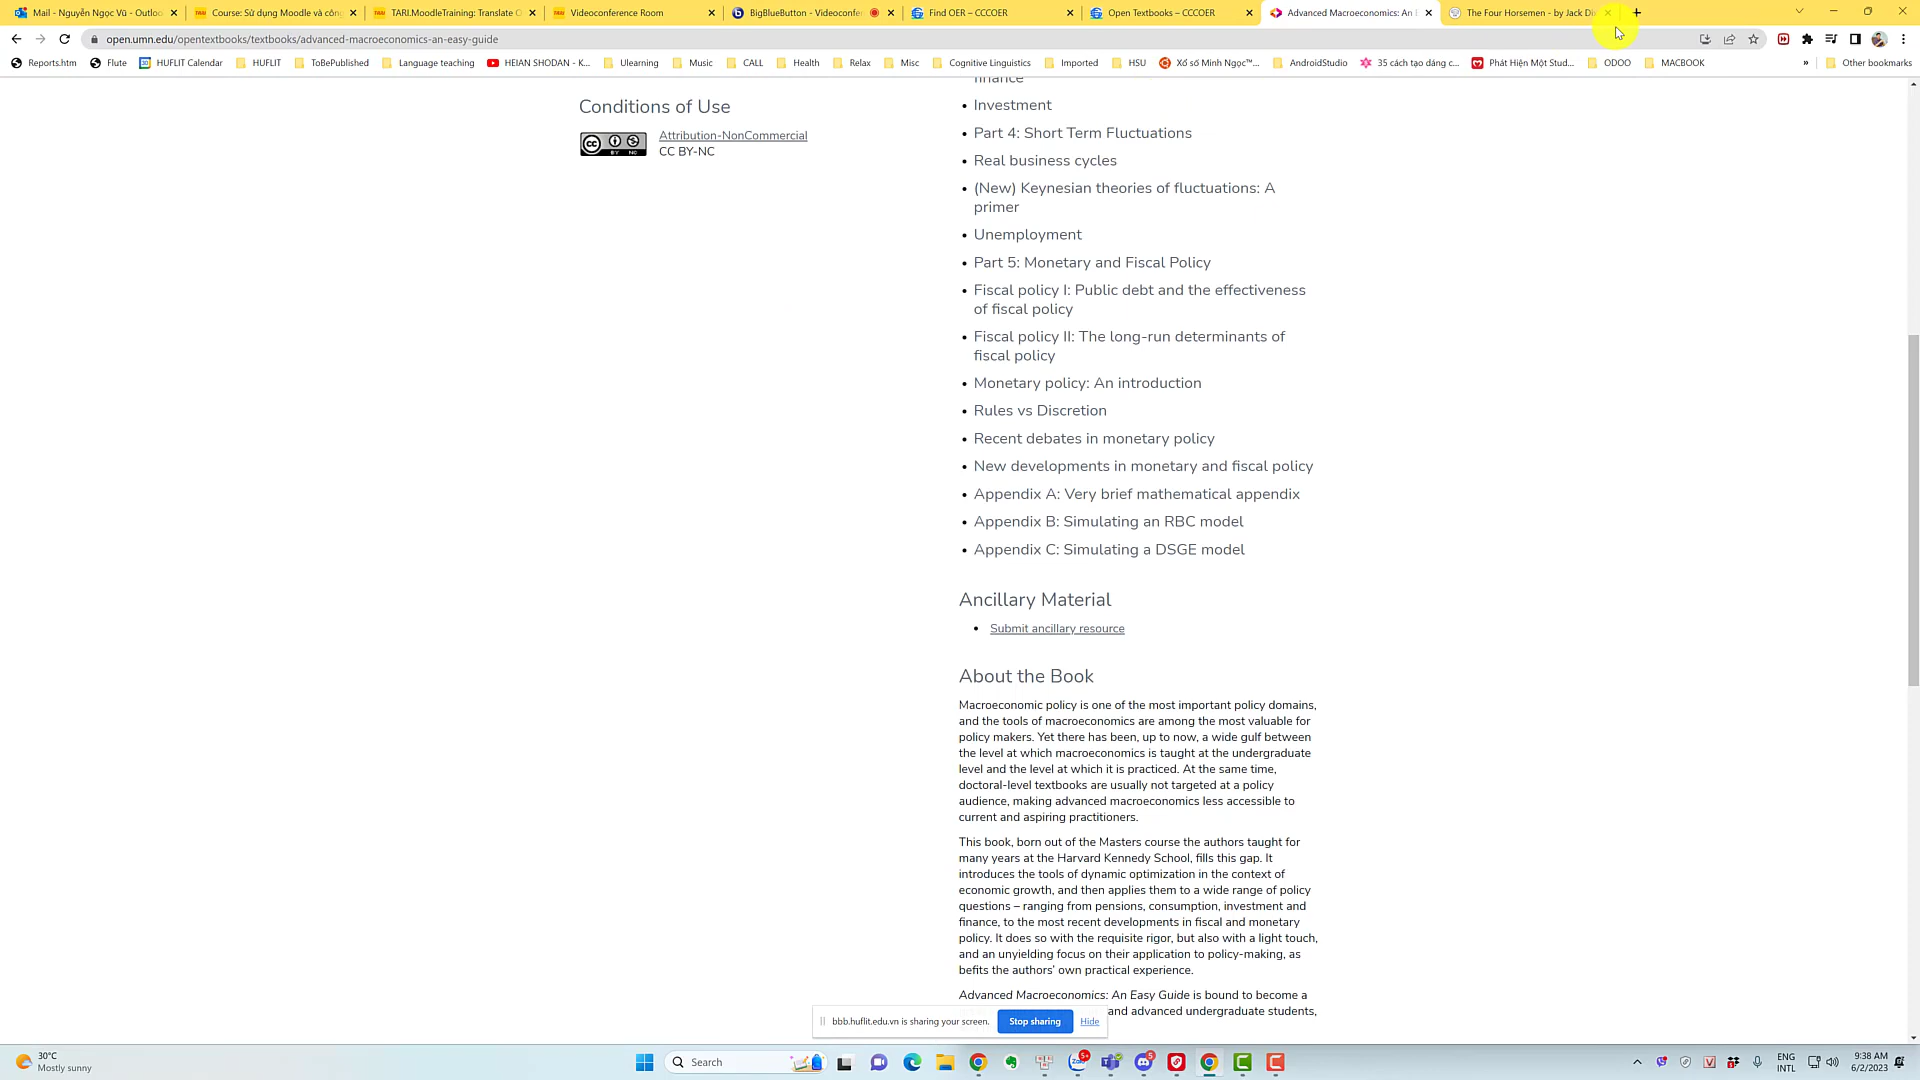 Mail - Nguyễn Ngọc Vũ - Outloo
Course: Sử dụng Moodle và công
TARI.MoodleTraining: Translate O
Videoconference Room
BigBlueButton - Videoconfe
Find OER – CCCOER
Open Textbooks – CCCOER
Advanced Macroeconomics: An E
The Four Horsemen - by Jack Di
open.umn.edu/opentextbooks/textbooks/advanced-macroeconomics-an-easy-guide
Reports.htm
Flute
HUFLIT Calendar
HUFLIT
ToBePublished
Language teaching
HEIAN SHODAN - K...
Ulearning
Music
CALL
Health
Relax
Misc
Cognitive Linguistics
Imported
HSU
Xổ số Minh Ngọc™...
AndroidStudio
35 cách tạo dáng c...
Phát Hiện Một Stud...
ODOO
MACBOOK
»
Other bookmarks
Conditions of Use
Attribution-NonCommercial
CC BY-NC
finance
Investment
Part 4: Short Term Fluctuations
Real business cycles
(New) Keynesian theories of fluctuations: A
primer
Unemployment
Part 5: Monetary and Fiscal Policy
Fiscal policy I: Public debt and the effectiveness
of fiscal policy
Fiscal policy II: The long-run determinants of
fiscal policy
Monetary policy: An introduction
Rules vs Discretion
Recent debates in monetary policy
New developments in monetary and fiscal policy
Appendix A: Very brief mathematical appendix
Appendix B: Simulating an RBC model
Appendix C: Simulating a DSGE model
Ancillary Material
Submit ancillary resource
About the Book
Macroeconomic policy is one of the most important policy domains,
and the tools of macroeconomics are among the most valuable for
policy makers. Yet there has been, up to now, a wide gulf between
the level at which macroeconomics is taught at the undergraduate
level and the level at which it is practiced. At the same time,
doctoral-level textbooks are usually not targeted at a policy
audience, making advanced macroeconomics less accessible to
current and aspiring practitioners.
This book, born out of the Masters course the authors taught for
many years at the Harvard Kennedy School, fills this gap. It
introduces the tools of dynamic optimization in the context of
economic growth, and then applies them to a wide range of policy
questions – ranging from pensions, consumption, investment and
finance, to the most recent developments in fiscal and monetary
policy. It does so with the requisite rigor, but also with a light touch,
and an unyielding focus on their application to policy-making, as
befits the authors' own practical experience.
Advanced Macroeconomics: An Easy Guide is bound to become a
and advanced undergraduate students,
bbb.huflit.edu.vn is sharing your screen.
Stop sharing
Hide
30°C
Mostly sunny
Search
ENG
INTL
9:38 AM
6/2/2023